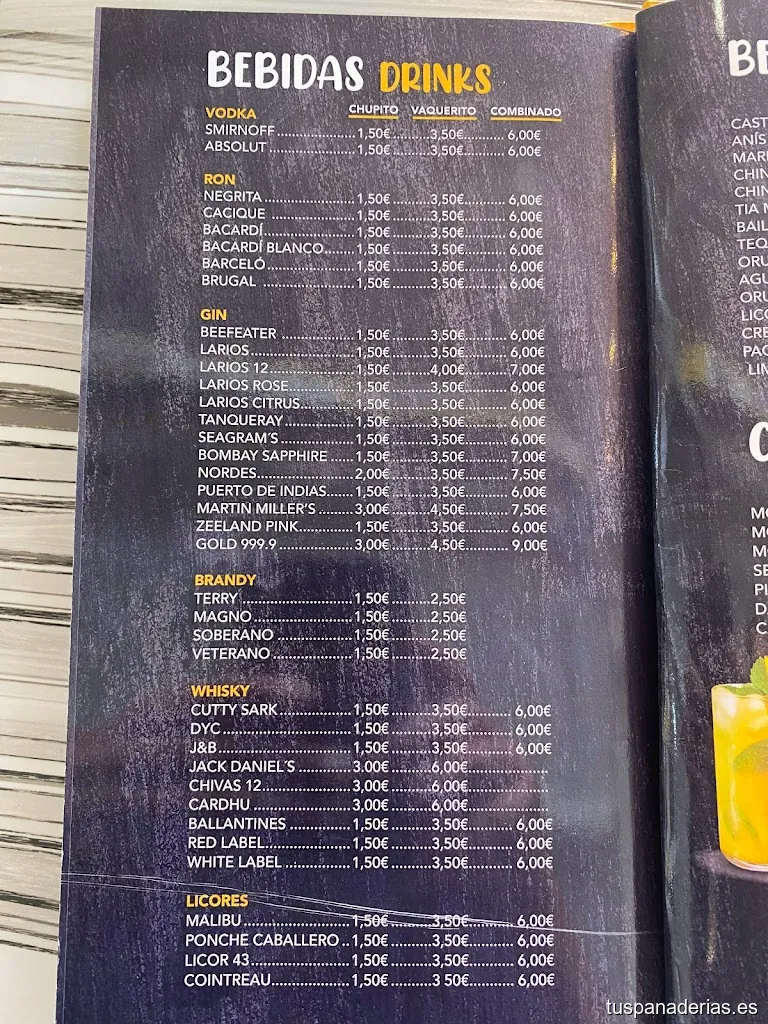 BEBIDAS DRINKS
VODKA CHUPITO VAQUERITO COMBINADO
SMIRNOFF....................1,50€..........3,50€........... 6,00€
ABSOLUT.....................1,50€..........3,50€........... 6,00€
RON
NEGRITA.......................1,50€..........3,50€.......... 6,00€
CACIQUE .....................1,50€..........3,50€.......... 6,00€
BACARDÍ.......................1,50€..........3,50€.......... 6,00€
BACARDÍ BLANCO........1,50€..........3,50€.......... 6,00€
BARCELÓ......................1,50€..........3,50€.......... 6,00€
BRUGAL .......................1,50€..........3,50€.......... 6,00€
GIN
BEEFEATER ....................1,50€..........3,50€........... 6,00€
LARIOS...........................1,50€..........3,50€........... 6,00€
LARIOS 12......................1,50€..........4,00€........... 7,00€
LARIOS ROSE.................1,50€..........3,50€........... 6,00€
LARIOS CITRUS..............1,50€..........3,50€........... 6,00€
TANQUERAY..................1,50€..........3,50€........... 6,00€
SEAGRAM´S...................1,50€..........3,50€........... 6,00€
BOMBAY SAPPHIRE ......1,50€..........3,50€........... 7,00€
NORDES.........................2,00€..........3,50€........... 7,50€
PUERTO DE INDIAS.......1,50€..........3,50€........... 6,00€
MARTIN MILLER´S .........3,00€..........4,50€........... 7,50€
ZEELAND PINK..............1,50€..........3,50€........... 6,00€
GOLD 999.9 ...................3,00€..........4,50€........... 9,00€
BRANDY
TERRY ............................1,50€..........2,50€
MAGNO .........................1,50€..........2,50€
SOBERANO ...................1,50€..........2,50€
VETERANO.....................1,50€..........2,50€
WHISKY
CUTTY SARK...................1,50€...........3,50€............ 6,00€
DYC................................1,50€...........3,50€............ 6,00€
J&B.................................1,50€...........3,50€............ 6,00€
JACK DANIEL´S ..............3.00€...........6,00€....................
CHIVAS 12......................3,00€...........6,00€....................
CARDHU ........................3,00€...........6,00€....................
BALLANTINES ................1,50€...........3,50€............ 6,00€
RED LABEL.....................1,50€...........3,50€............ 6,00€
WHITE LABEL .................1,50€...........3,50€............ 6,00€
LICORES
MALIBU..........................1,50€...........3,50€............ 6,00€
PONCHE CABALLERO..1,50€...........3,50€............ 6,00€
LICOR 43........................1,50€...........3,50€............ 6,00€
COINTREAU...................1,50€...........3 50€............ 6,00€
ANÍS
tuspanaderias.es